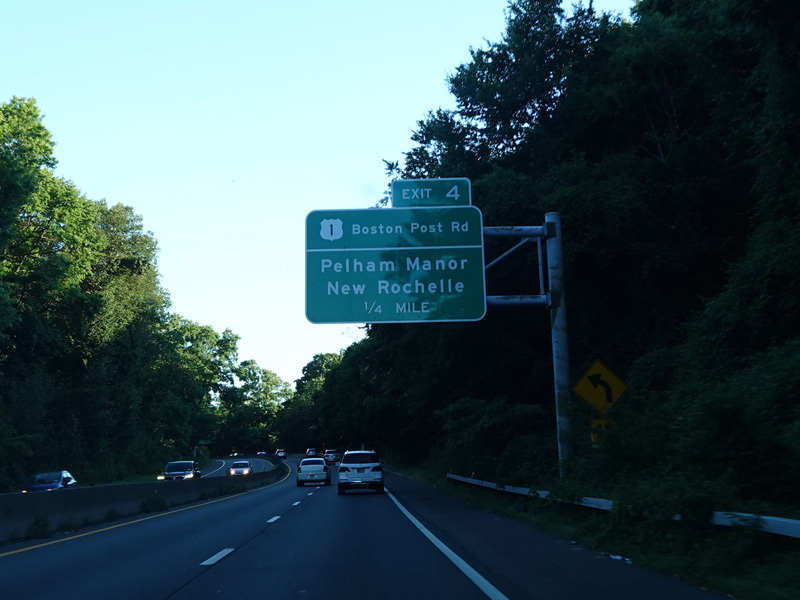 EXIT 4
1 Boston Post Rd
Pelham Manor
New Rochelle
1/4 MILE